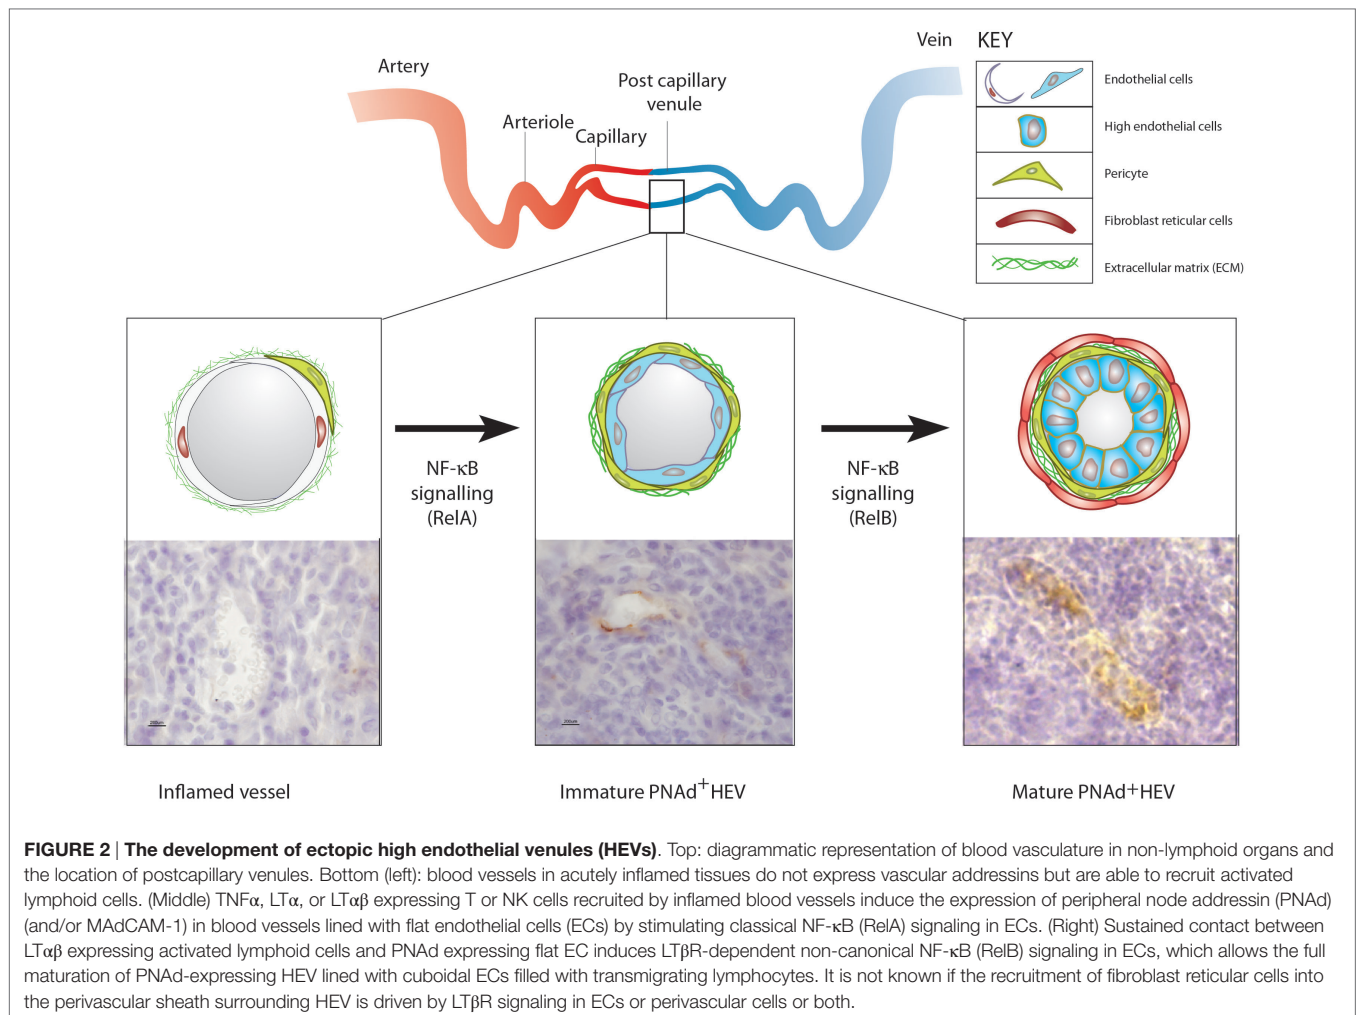 Artery
Arteriole
Capillary
Post capillary
venule
Vein
KEY
Endothelial cells
High endothelial cells
Pericyte
Fibroblast reticular cells
Extracellular matrix (ECM)
NF-κB
signalling
(RelA)
NF-κB
signalling
(RelB)
Inflamed vessel
Immature PNAd+HEV
Mature PNAd+HEV
FIGURE 2 | The development of ectopic high endothelial venules (HEVs). Top: diagrammatic representation of blood vasculature in non-lymphoid organs and
the location of postcapillary venules. Bottom (left): blood vessels in acutely inflamed tissues do not express vascular addressins but are able to recruit activated
lymphoid cells. (Middle) TNFα, LTα, or LTαβ expressing T or NK cells recruited by inflamed blood vessels induce the expression of peripheral node addressin (PNAd)
(and/or MAdCAM-1) in blood vessels lined with flat endothelial cells (ECs) by stimulating classical NF-κB (RelA) signaling in ECs. (Right) Sustained contact between
LTαβ expressing activated lymphoid cells and PNAd expressing flat EC induces LTβR-dependent non-canonical NF-κB (RelB) signaling in ECs, which allows the full
maturation of PNAd-expressing HEV lined with cuboidal ECs filled with transmigrating lymphocytes. It is not known if the recruitment of fibroblast reticular cells into
the perivascular sheath surrounding HEV is driven by LTβR signaling in ECs or perivascular cells or both.